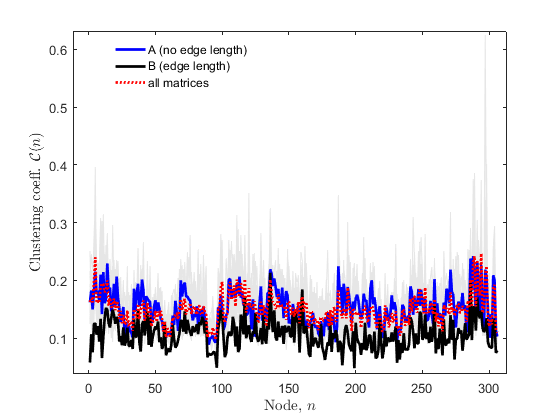 0.6
0.5
0.4
0.3
0.2
0.1
Clustering coeff. C(n)
A (no edge length)
B (edge length)
all matrices
0 50 100 150 200 250 300
Node, n